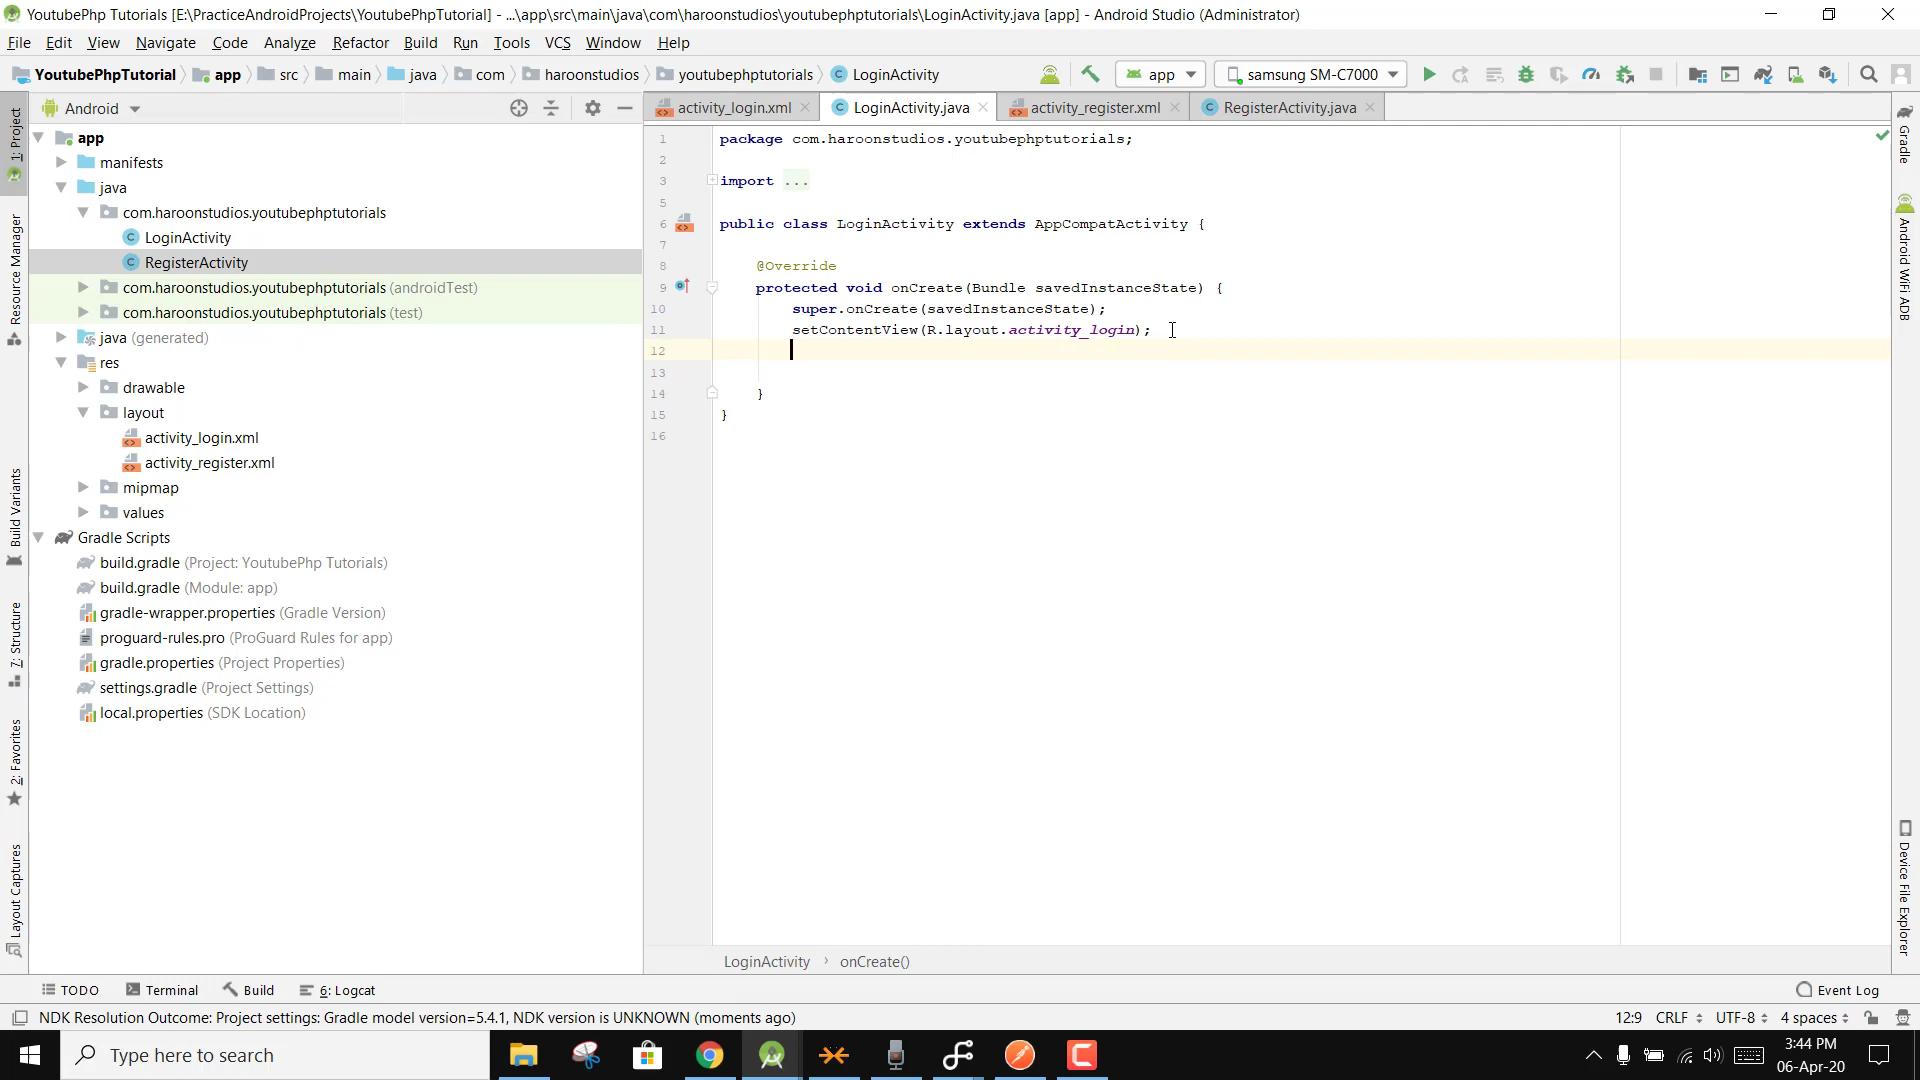 YoutubePhp Tutorials [E:\PracticeAndroidProjects\YoutubePhpTutorial] - ...\app\src\main\java\com\haroonstudios\youtubephptutorials\LoginActivity.java [app] - Android Studio (Administrator)
File Edit View Navigate Code Analyze Refactor Build Run Tools VCS Window Help
YoutubePhpTutorial app src main java com haroonstudios youtubephptutorials LoginActivity app samsung SM-C7000
Android activity_login.xml LoginActivity.java activity_register.xml RegisterActivity.java
1: Project
Resource Manager
Build Variants
7: Structure
2: Favorites
Layout Captures
app
manifests
java
com.haroonstudios.youtubephptutorials
LoginActivity
RegisterActivity
com.haroonstudios.youtubephptutorials (androidTest)
com.haroonstudios.youtubephptutorials (test)
java (generated)
res
drawable
layout
activity_login.xml
activity_register.xml
mipmap
values
Gradle Scripts
build.gradle (Project: YoutubePhp Tutorials)
build.gradle (Module: app)
gradle-wrapper.properties (Gradle Version)
proguard-rules.pro (ProGuard Rules for app)
gradle.properties (Project Properties)
settings.gradle (Project Settings)
local.properties (SDK Location)
1 package com.haroonstudios.youtubephptutorials;
2
3 import ...
5
6 public class LoginActivity extends AppCompatActivity {
7
8 @Override
9 protected void onCreate(Bundle savedInstanceState) {
10 super.onCreate(savedInstanceState);
11 setContentView(R.layout.activity_login);
12
13
14 }
15 }
16
Gradle
Android WiFi ADB
Device File Explorer
LoginActivity › onCreate()
TODO Terminal Build 6: Logcat Event Log
NDK Resolution Outcome: Project settings: Gradle model version=5.4.1, NDK version is UNKNOWN (moments ago) 12:9 CRLF UTF-8 4 spaces
Type here to search
3:44 PM
06-Apr-20